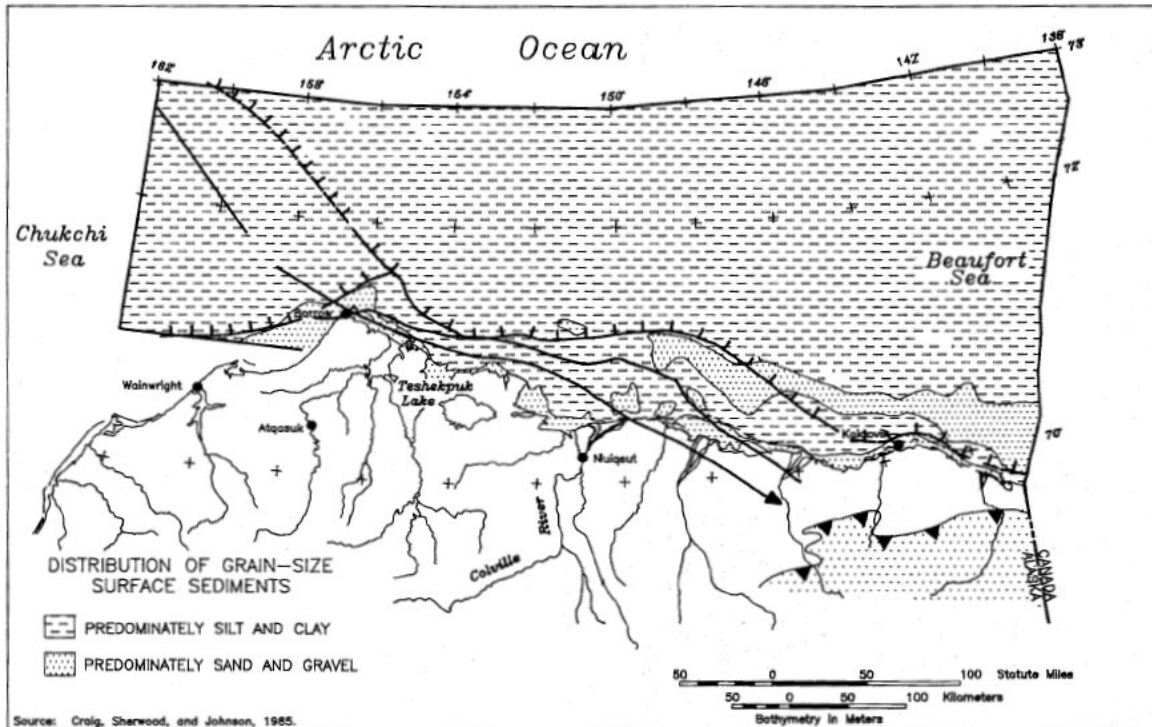 Arctic Ocean
162°
158°
154°
150°
146°
142°
138°
73°
72°
70°
Chukchi
Sea
Beaufort
Sea
Barrow
Wainwright
Teshekpuk
Lake
Atqasuk
Kaktovik
Nuiqsut
Colville River
CANADA
ALASKA
DISTRIBUTION OF GRAIN-SIZE
SURFACE SEDIMENTS
PREDOMINATELY SILT AND CLAY
PREDOMINATELY SAND AND GRAVEL
50 0 50 100 Statute Miles
50 0 50 100 Kilometers
Bathymetry in Meters
Source: Craig, Sherwood, and Johnson, 1985.